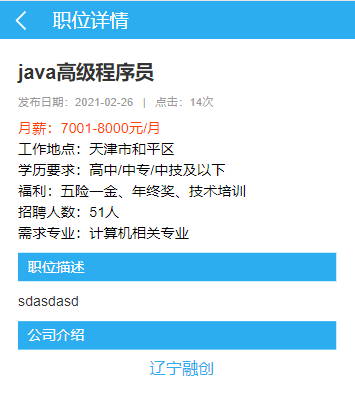 职位详情
java高级程序员
发布日期：2021-02-26 | 点击：14次
月薪：7001-8000元/月
工作地点：天津市和平区
学历要求：高中/中专/中技及以下
福利：五险一金、年终奖、技术培训
招聘人数：51人
需求专业：计算机相关专业
职位描述
sdasdasd
公司介绍
辽宁融创